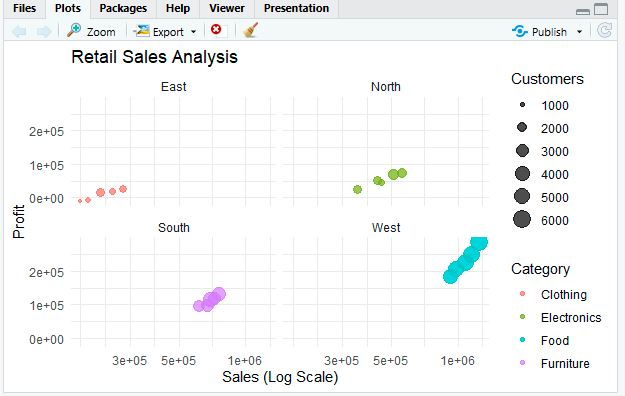 Files Plots Packages Help Viewer Presentation
Zoom Export Publish
Retail Sales Analysis
East North
2e+05
1e+05
0e+00
South West
2e+05
1e+05
0e+00
Profit
3e+05 5e+05 1e+06 3e+05 5e+05 1e+06
Sales (Log Scale)
Customers
1000
2000
3000
4000
5000
6000
Category
Clothing
Electronics
Food
Furniture